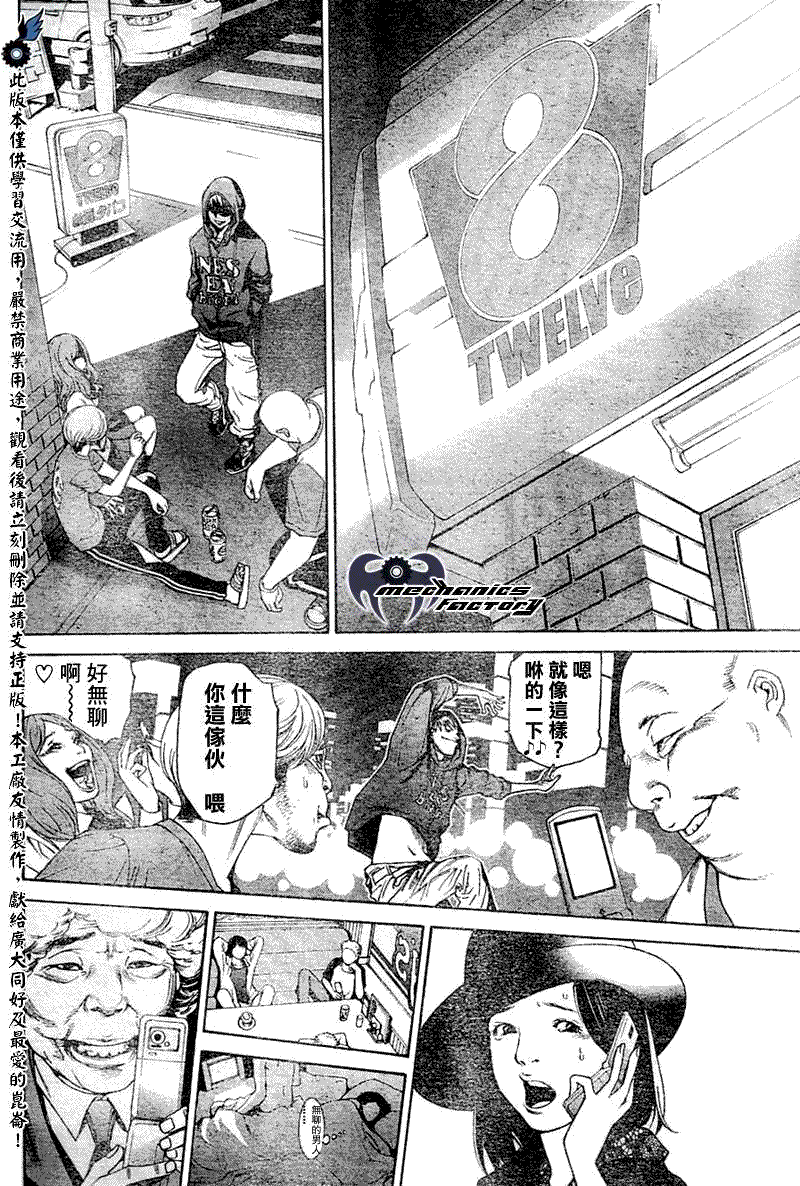 8
TWELVE
8
TWELVE
NES
EY
mechanics
factory
嗯
就像這樣？
咻的一下♪♪
什麼
你這傢伙 喂
好無聊
啊～～
♡
無聊的男人
……
此版本僅供學習交流用，嚴禁商業用途，觀看後請立刻刪除並請支持正版！本工廠友情製作，獻給廣大同好及最愛的崑崙！